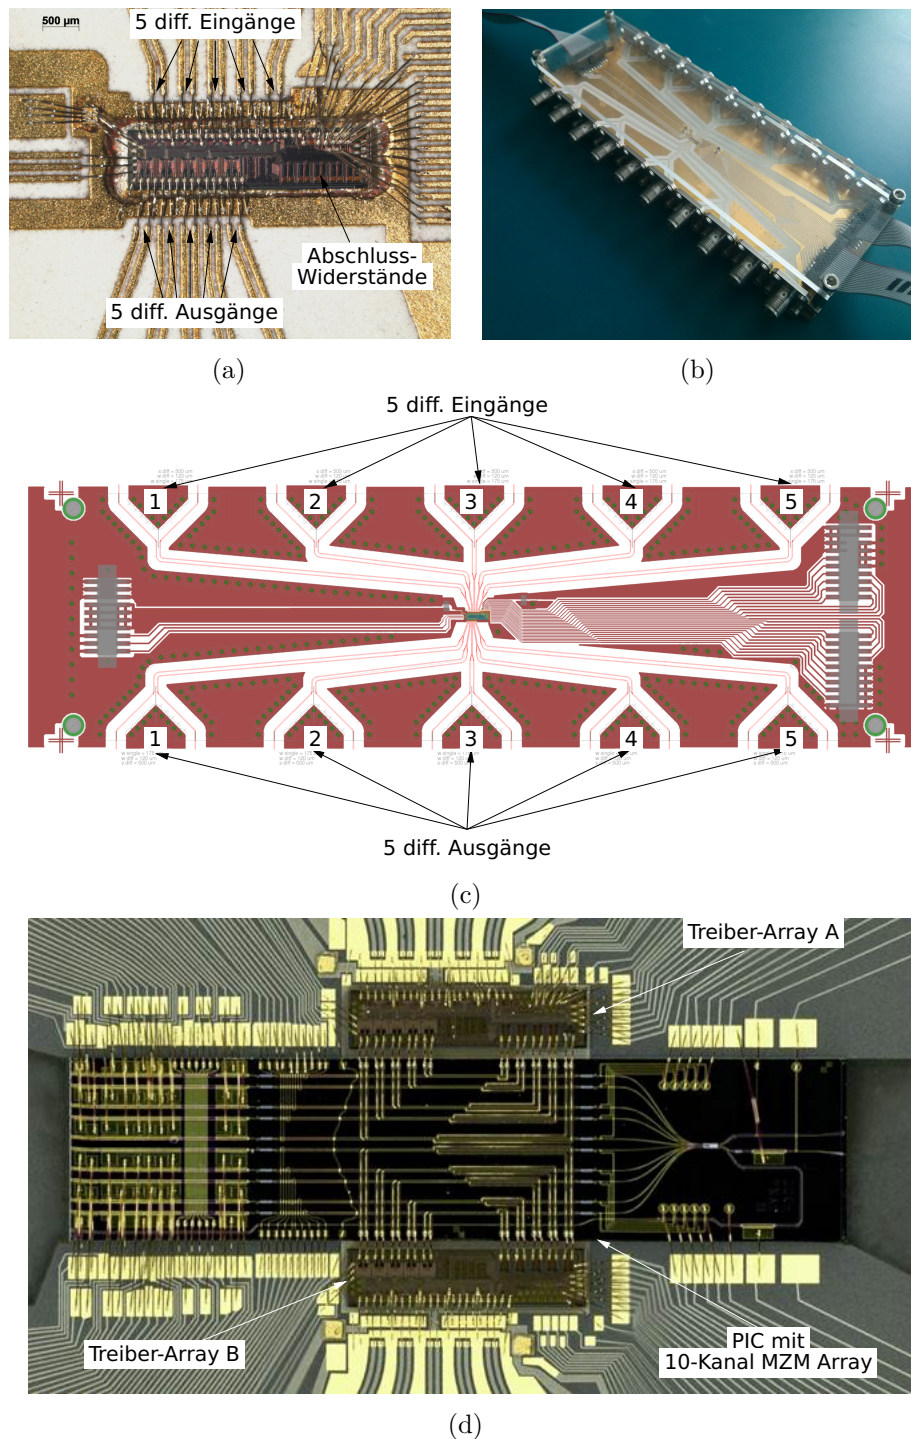 500 µm
5 diff. Eingänge
Abschluss-
Widerstände
5 diff. Ausgänge
(a)
(b)
5 diff. Eingänge
1 2 3 4 5
1 2 3 4 5
5 diff. Ausgänge
(c)
Treiber-Array A
Treiber-Array B
PIC mit
10-Kanal MZM Array
(d)